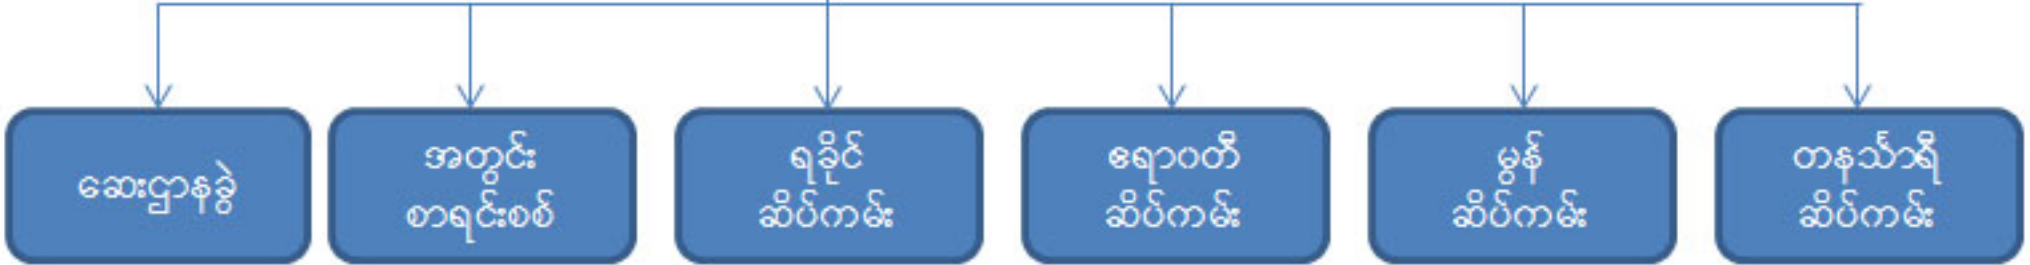 ဆေးဌာနခွဲ
အတွင်း
စာရင်းစစ်
ရခိုင်
ဆိပ်ကမ်း
ဧရာဝတီ
ဆိပ်ကမ်း
မွန်
ဆိပ်ကမ်း
တနင်္သာရီ
ဆိပ်ကမ်း